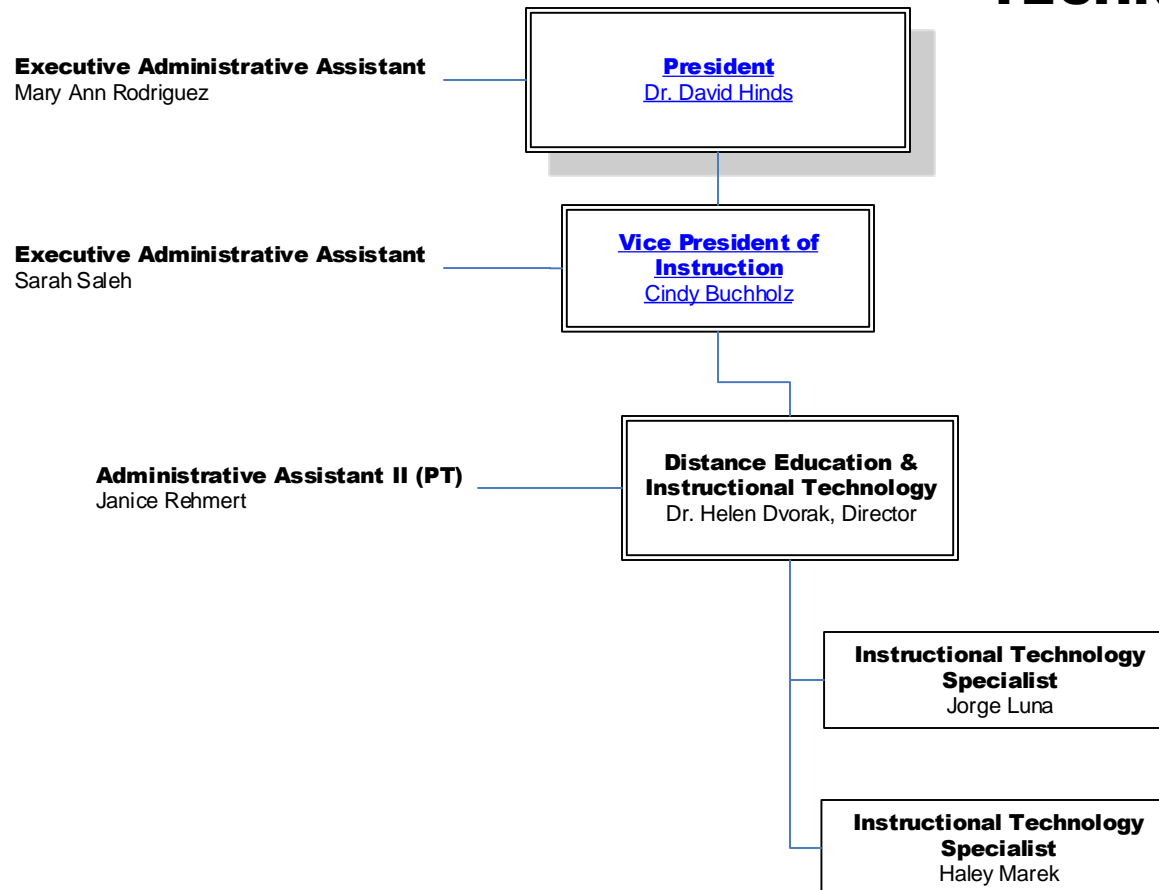 Executive Administrative Assistant
Mary Ann Rodriguez
President
Dr. David Hinds
Executive Administrative Assistant
Sarah Saleh
Vice President of
Instruction
Cindy Buchholz
Administrative Assistant II (PT)
Janice Rehmert
Distance Education &
Instructional Technology
Dr. Helen Dvorak, Director
Instructional Technology
Specialist
Jorge Luna
Instructional Technology
Specialist
Haley Marek